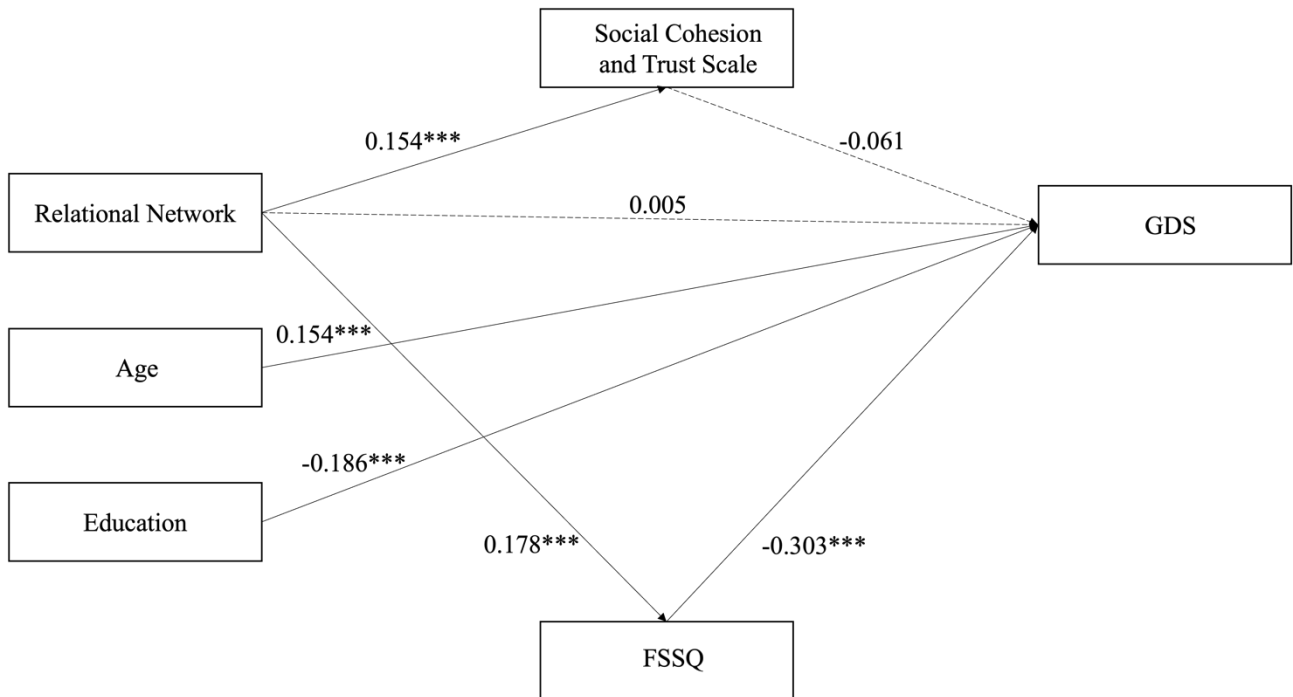 Social Cohesion
and Trust Scale
0.154***
-0.061
Relational Network
0.005
GDS
0.154***
Age
-0.186***
Education
0.178***
-0.303***
FSSQ